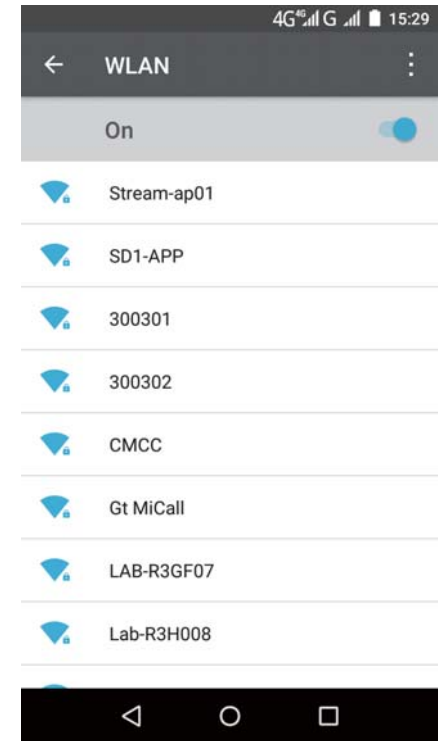 4G 4G G 15:29
WLAN
On
Stream-ap01
SD1-APP
300301
300302
CMCC
Gt MiCall
LAB-R3GF07
Lab-R3H008